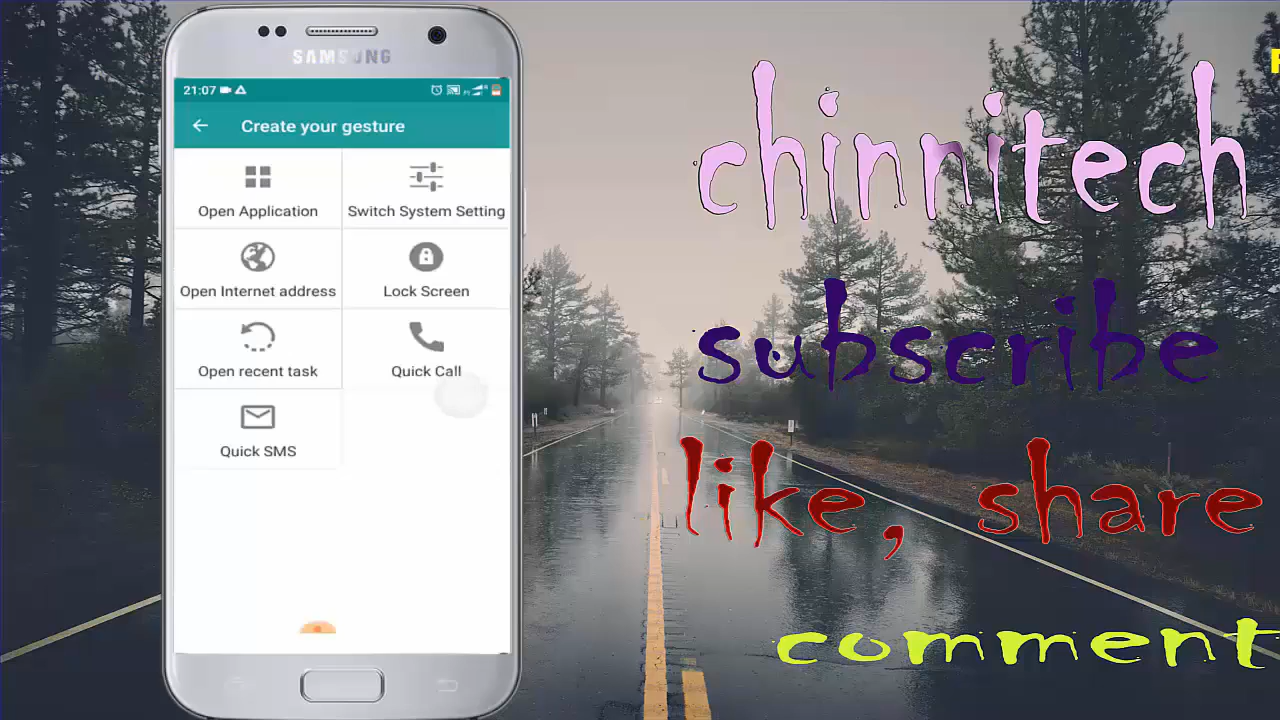 SAMSUNG
21:07
Create your gesture
Open Application
Switch System Setting
Open Internet address
Lock Screen
Open recent task
Quick Call
Quick SMS
chinnitech
subscribe
like, share
comment